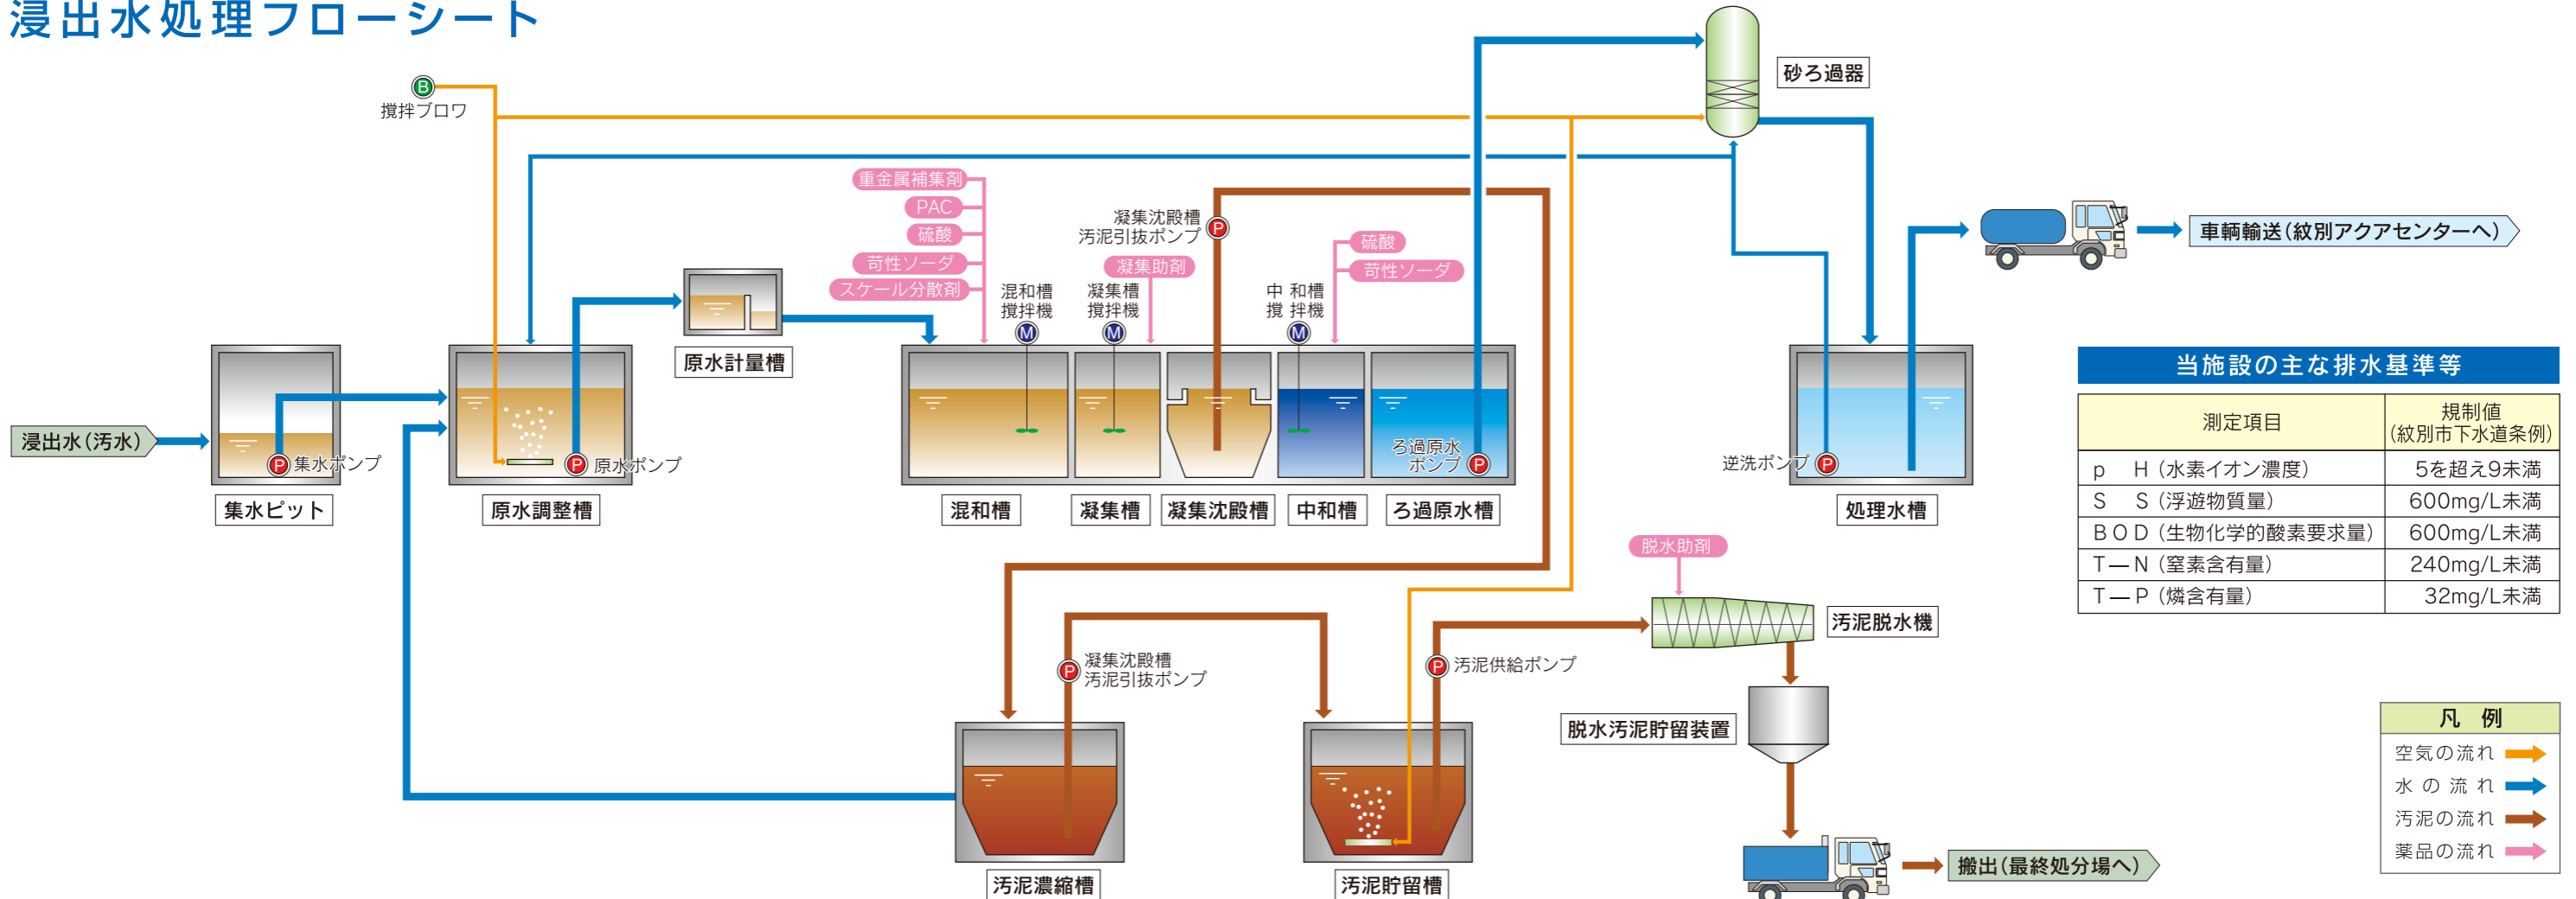 浸出水処理フローシート
B
撹拌ブロワ
砂ろ過器
重金属補集剤
PAC
硫酸
苛性ソーダ
スケール分散剤
混和槽
撹拌機
M
凝集槽
撹拌機
M
凝集助剤
凝集沈殿槽
汚泥引抜ポンプ
P
中 和槽
撹 拌機
M
硫酸
苛性ソーダ
車輌輸送(紋別アクアセンターへ)
原水計量槽
浸出水(汚水)
P 集水ポンプ
集水ピット
P 原水ポンプ
原水調整槽
混和槽
凝集槽
凝集沈殿槽
中和槽
ろ過原水
ポンプ P
ろ過原水槽
逆洗ポンプ P
処理水槽
当施設の主な排水基準等
測定項目 規制値
(紋別市下水道条例)
p H(水素イオン濃度) 5を超え9未満
S S(浮遊物質量) 600mg/L未満
BOD(生物化学的酸素要求量) 600mg/L未満
T―N(窒素含有量) 240mg/L未満
T―P(燐含有量) 32mg/L未満
脱水助剤
汚泥脱水機
P 凝集沈殿槽
汚泥引抜ポンプ
P 汚泥供給ポンプ
脱水汚泥貯留装置
汚泥濃縮槽
汚泥貯留槽
搬出(最終処分場へ)
凡 例
空気の流れ
水の流れ
汚泥の流れ
薬品の流れ